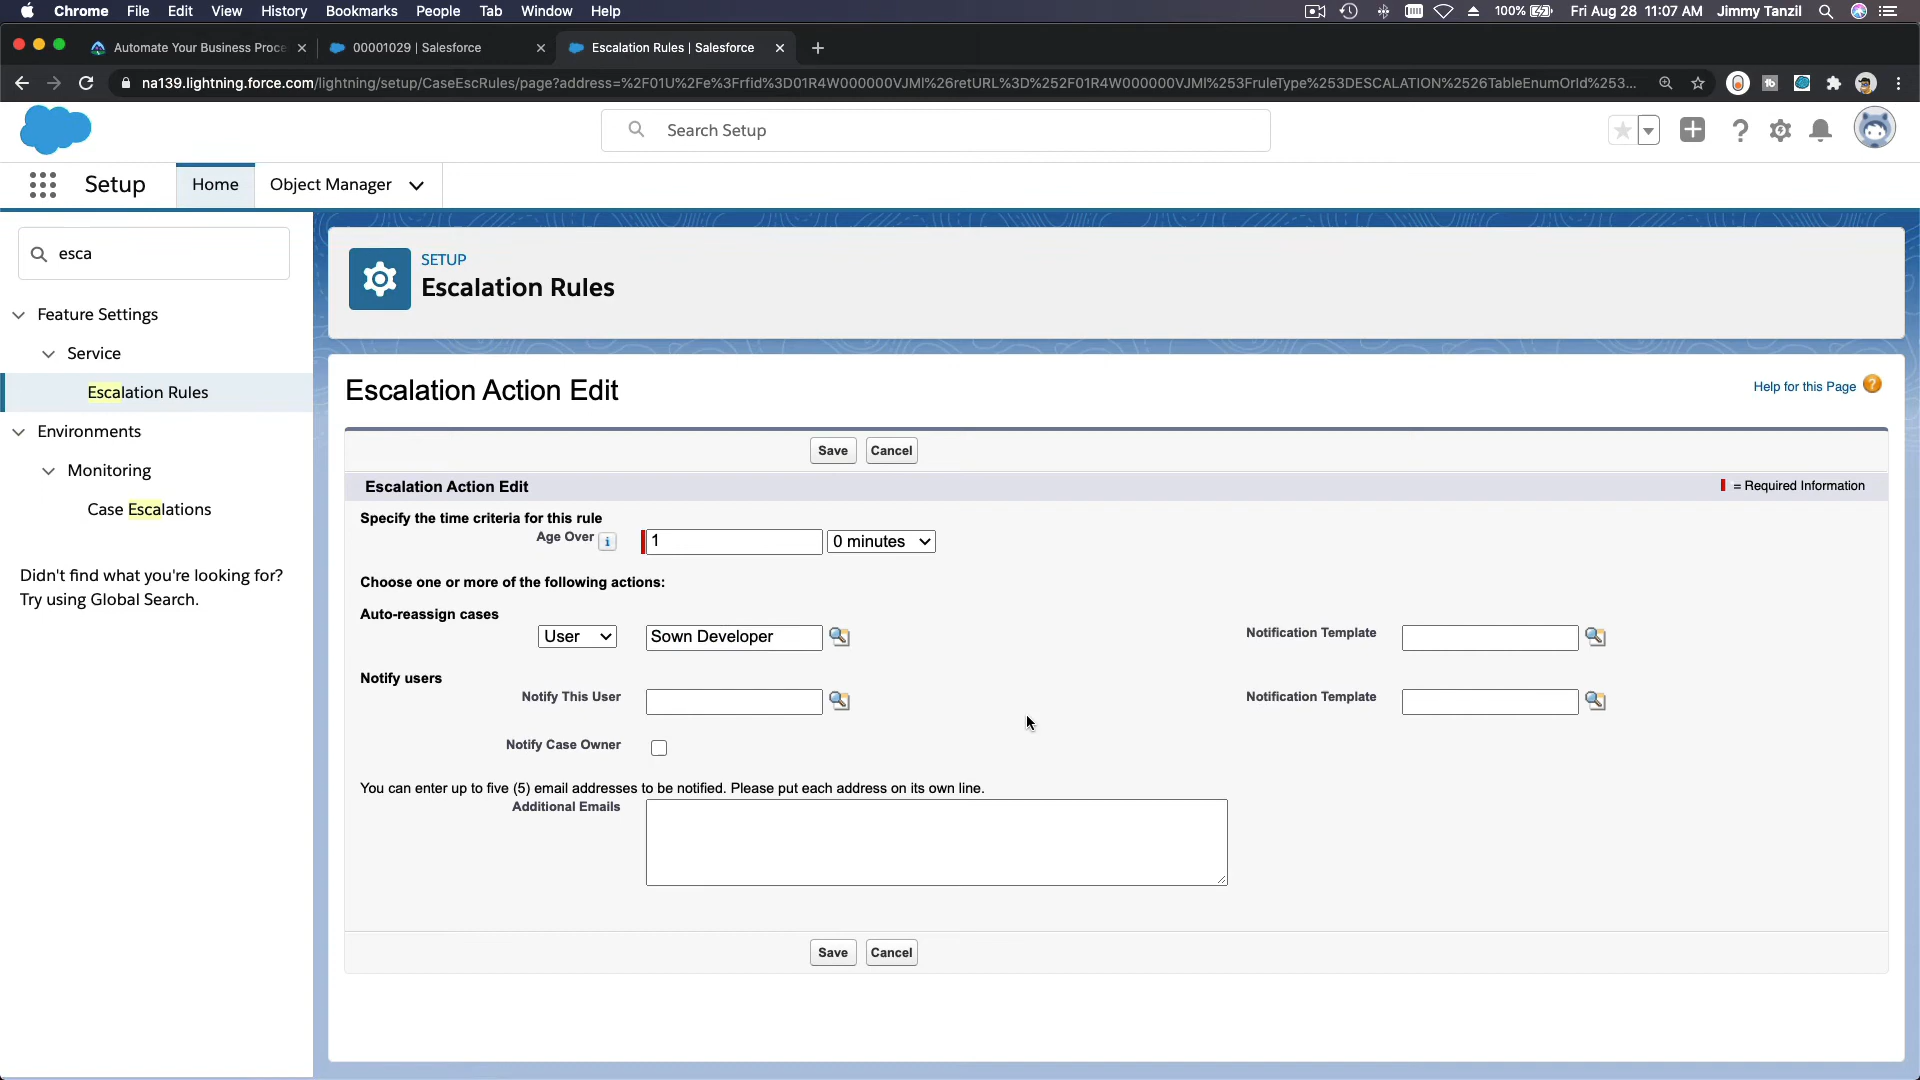 Chrome File Edit View History Bookmarks People Tab Window Help 100% Fri Aug 28 11:07 AM Jimmy Tanzil
Automate Your Business Proce 00001029 | Salesforce Escalation Rules | Salesforce
na139.lightning.force.com/lightning/setup/CaseEscRules/page?address=%2F01U%2Fe%3Frfid%3D01R4W000000VJMl%26retURL%3D%252F01R4W000000VJMl%253FruleType%253DESCALATION%2526TableEnumOrId%253...
Search Setup
Setup Home Object Manager
esca
Feature Settings
Service
Escalation Rules
Environments
Monitoring
Case Escalations
Didn't find what you're looking for?
Try using Global Search.
SETUP
Escalation Rules
Escalation Action Edit
Help for this Page ?
Save Cancel
Escalation Action Edit
= Required Information
Specify the time criteria for this rule
Age Over i 1 0 minutes
Choose one or more of the following actions:
Auto-reassign cases
User Sown Developer Notification Template
Notify users
Notify This User Notification Template
Notify Case Owner
You can enter up to five (5) email addresses to be notified. Please put each address on its own line.
Additional Emails
Save Cancel